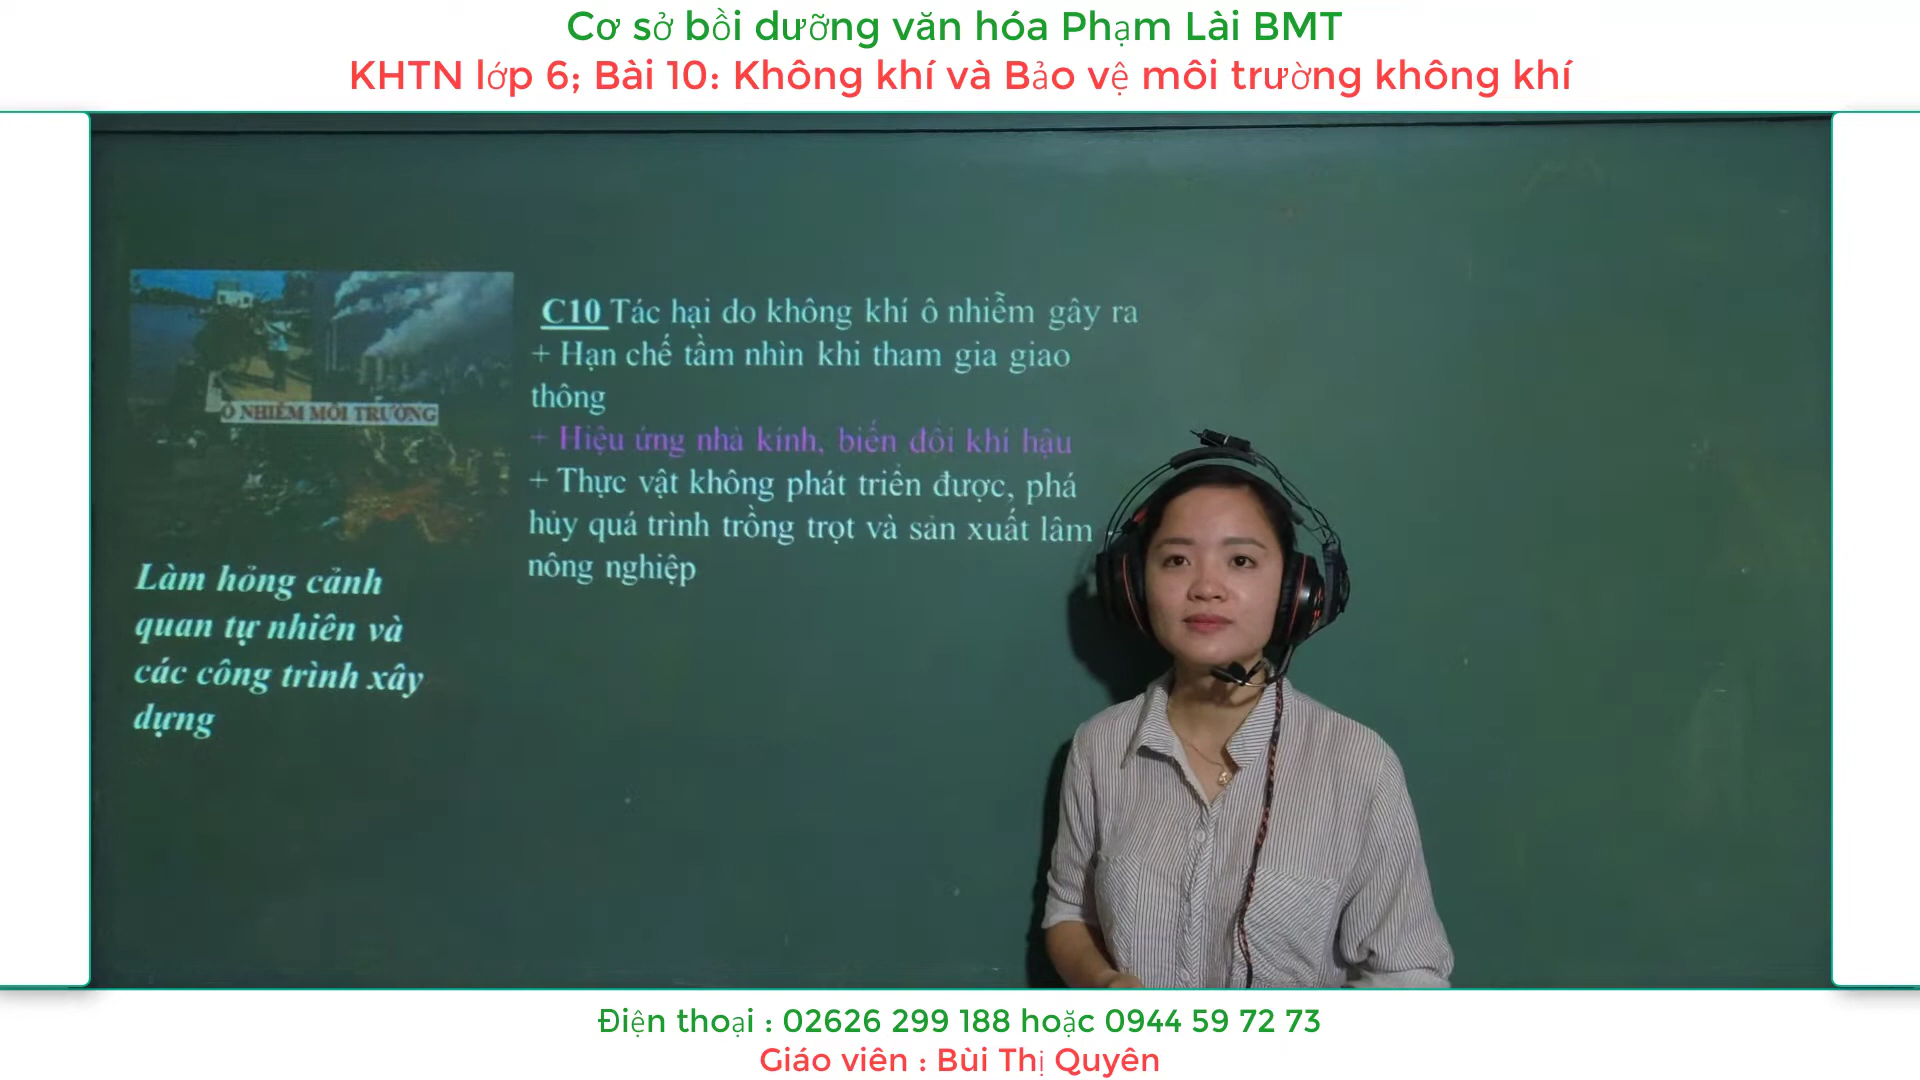 Cơ sở bồi dưỡng văn hóa Phạm Lài BMT
KHTN lớp 6; Bài 10: Không khí và Bảo vệ môi trường không khí
Ô NHIỄM MÔI TRƯỜNG
Làm hỏng cảnh
quan tự nhiên và
các công trình xây
dựng
C10 Tác hại do không khí ô nhiễm gây ra
+ Hạn chế tầm nhìn khi tham gia giao
thông
+ Hiệu ứng nhà kính, biến đổi khí hậu
+ Thực vật không phát triển được, phá
hủy quá trình trồng trọt và sản xuất lâm
nông nghiệp
Điện thoại : 02626 299 188 hoặc 0944 59 72 73
Giáo viên : Bùi Thị Quyên